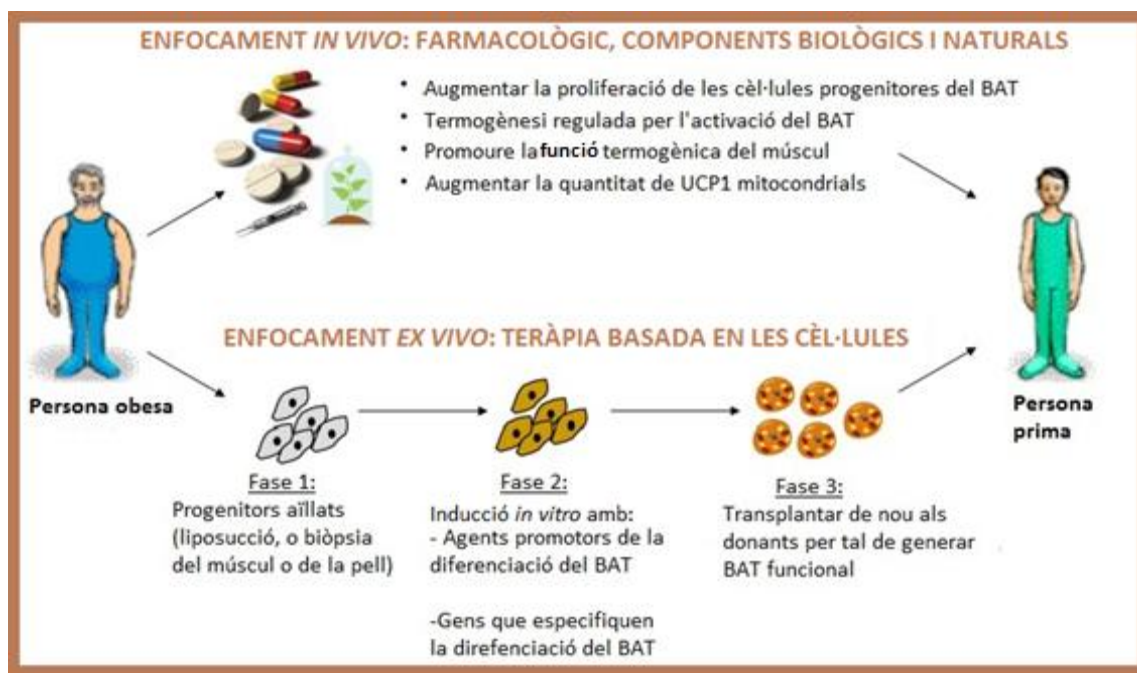 ENFOCAMENT IN VIVO: FARMACOLÒGIC, COMPONENTS BIOLÒGICS I NATURALS
• Augmentar la proliferació de les cèl·lules progenitores del BAT
• Termogènesi regulada per l'activació del BAT
• Promoure la funció termogènica del múscul
• Augmentar la quantitat de UCP1 mitocondrials
Persona obesa
Persona
prima
ENFOCAMENT EX VIVO: TERÀPIA BASADA EN LES CÈL·LULES
Fase 1:
Progenitors aïllats
(liposucció, o biòpsia
del múscul o de la pell)
Fase 2:
Inducció in vitro amb:
- Agents promotors de la
diferenciació del BAT
-Gens que especifiquen
la direfenciació del BAT
Fase 3:
Transplantar de nou als
donants per tal de generar
BAT funcional